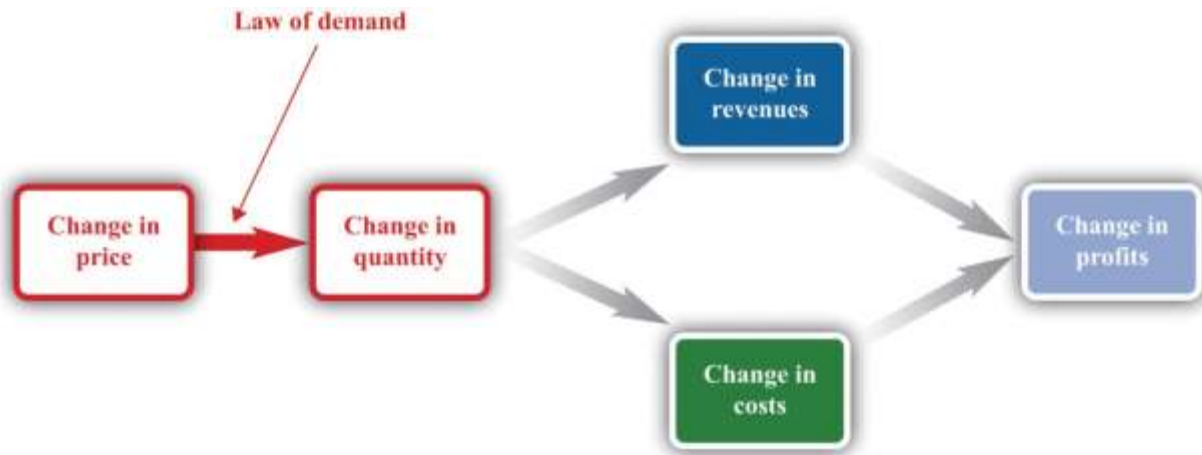 Law of demand
Change in
revenues
Change in
price
Change in
quantity
Change in
profits
Change in
costs